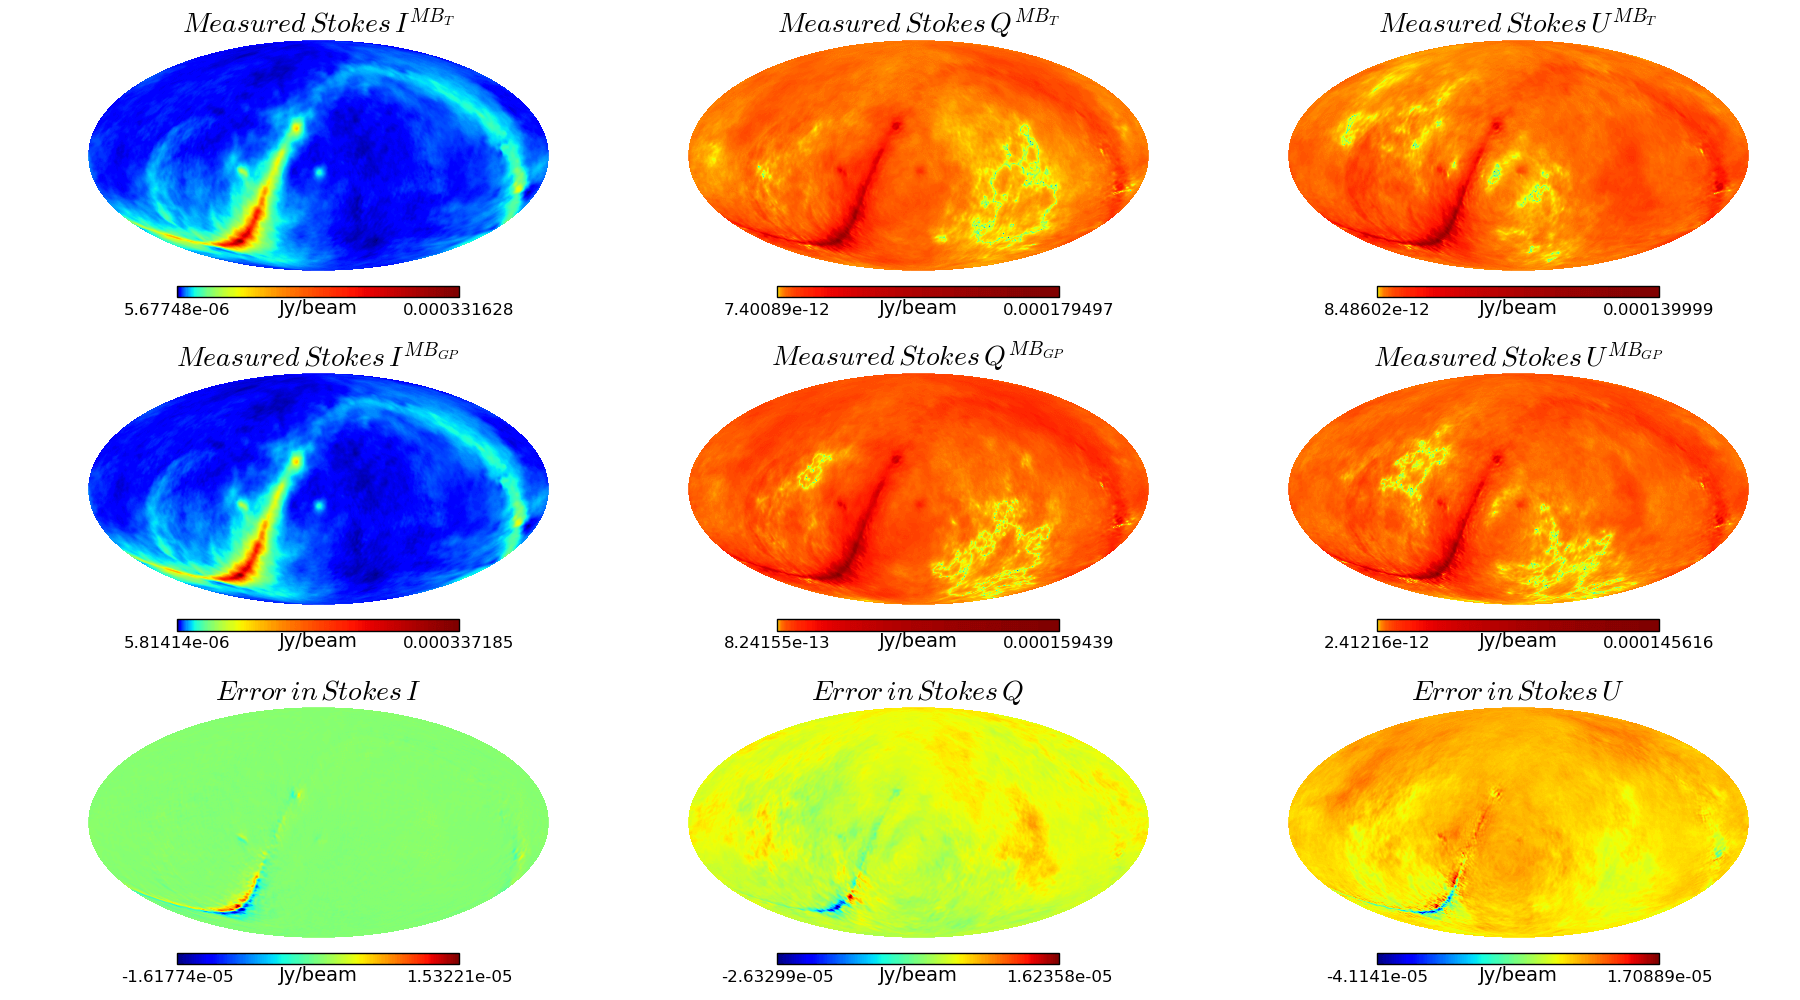 Measured Stokes I^{MB_T} Measured Stokes Q^{MB_T} Measured Stokes U^{MB_T}
5.67748e-06 Jy/beam 0.000331628 7.40089e-12 Jy/beam 0.000179497 8.48602e-12 Jy/beam 0.000139999
Measured Stokes I^{MB_{GP}} Measured Stokes Q^{MB_{GP}} Measured Stokes U^{MB_{GP}}
5.81414e-06 Jy/beam 0.000337185 8.24155e-13 Jy/beam 0.000159439 2.41216e-12 Jy/beam 0.000145616
Error in Stokes I Error in Stokes Q Error in Stokes U
-1.61774e-05 Jy/beam 1.53221e-05 -2.63299e-05 Jy/beam 1.62358e-05 -4.1141e-05 Jy/beam 1.70889e-05